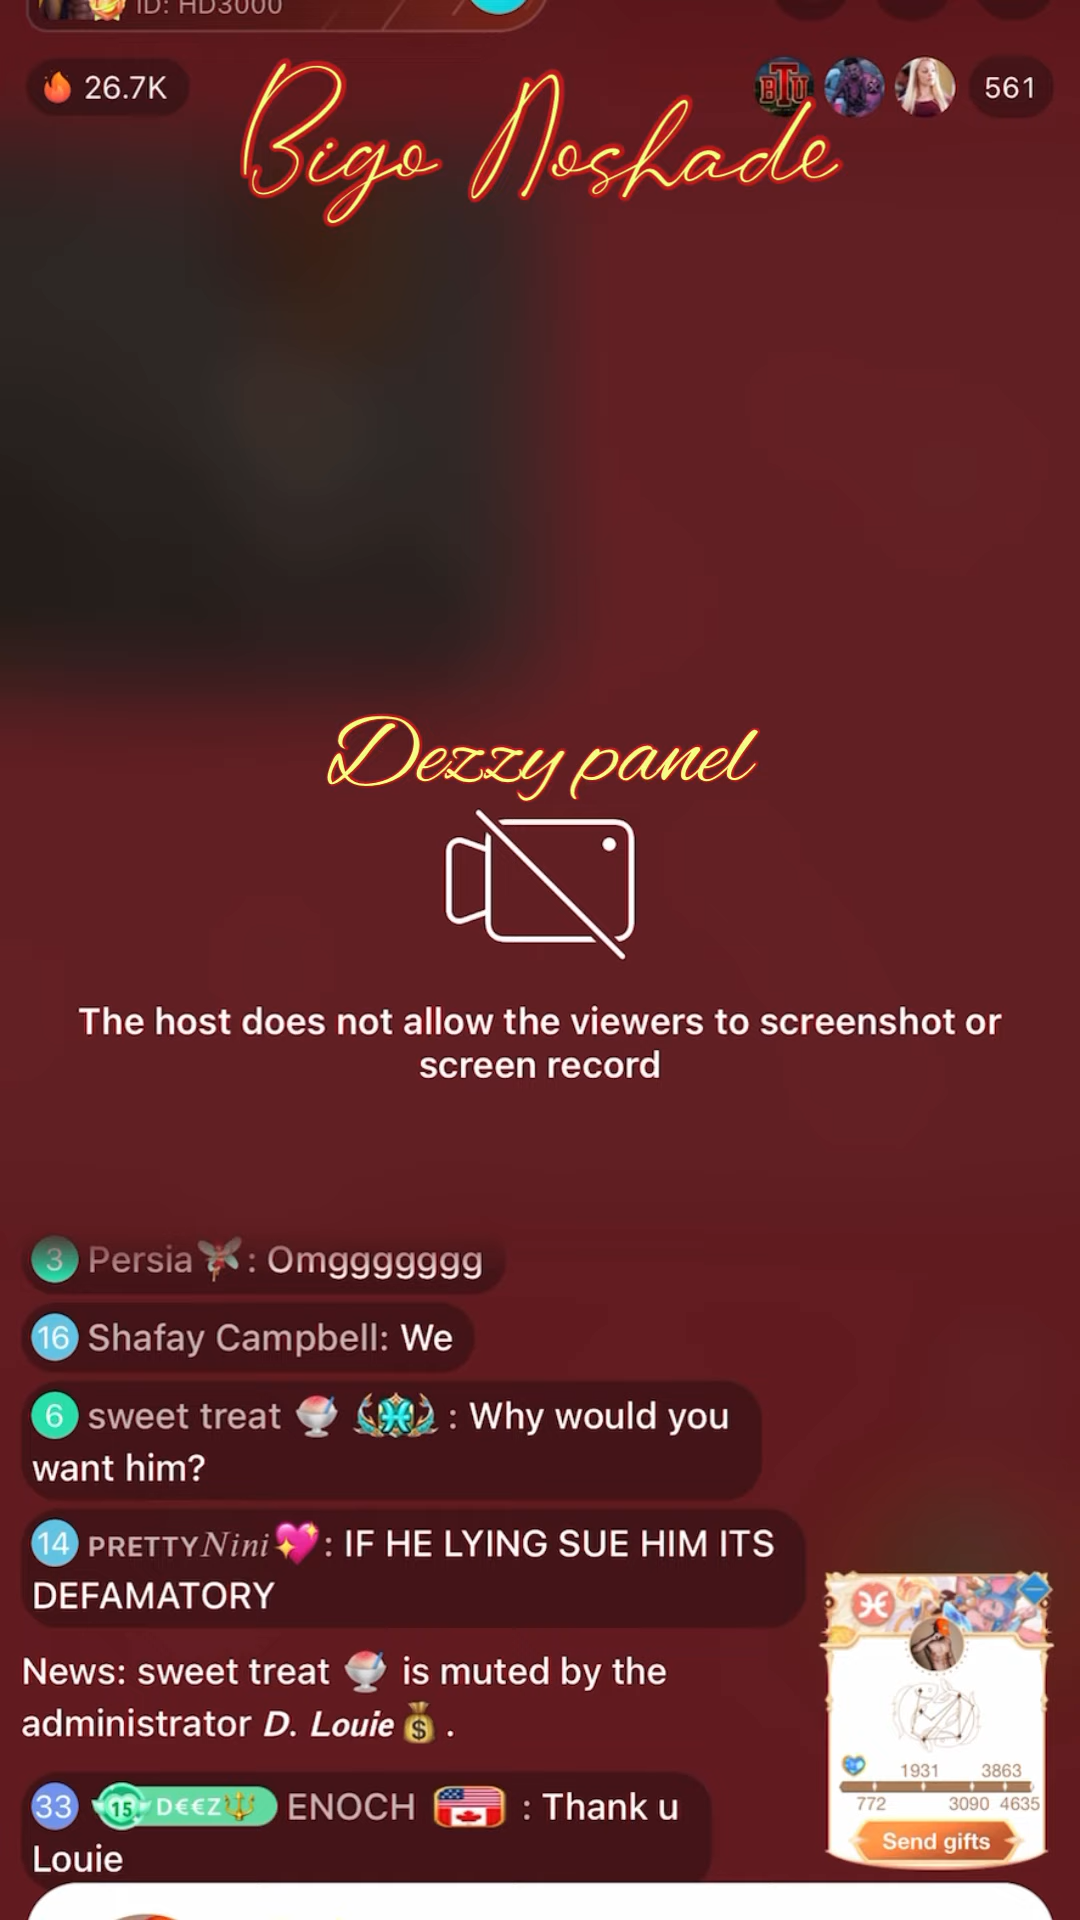 ID: HD3000
26.7K
BTU
561
Bigo Noshade
Dezzy panel
The host does not allow the viewers to screenshot or
screen record
3 Persia🧚: Omggggggg
16 Shafay Campbell: We
6 sweet treat 🍧 : Why would you
want him?
14 PRETTYNini💖: IF HE LYING SUE HIM ITS
DEFAMATORY
News: sweet treat 🍧 is muted by the
administrator D. Louie💰.
33 15 D€€Z🔱 ENOCH : Thank u
Louie
1931 3863
772 3090 4635
Send gifts